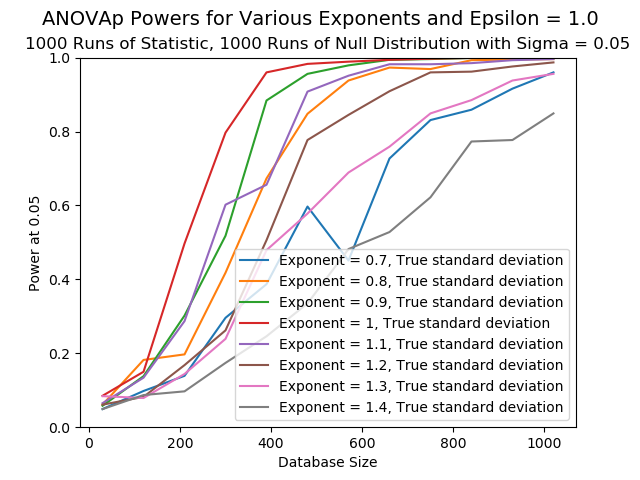 ANOVAp Powers for Various Exponents and Epsilon = 1.0
1000 Runs of Statistic, 1000 Runs of Null Distribution with Sigma = 0.05
1.0
0.8
0.6
0.4
0.2
0.0
Power at 0.05
Exponent = 0.7, True standard deviation
Exponent = 0.8, True standard deviation
Exponent = 0.9, True standard deviation
Exponent = 1, True standard deviation
Exponent = 1.1, True standard deviation
Exponent = 1.2, True standard deviation
Exponent = 1.3, True standard deviation
Exponent = 1.4, True standard deviation
0 200 400 600 800 1000
Database Size